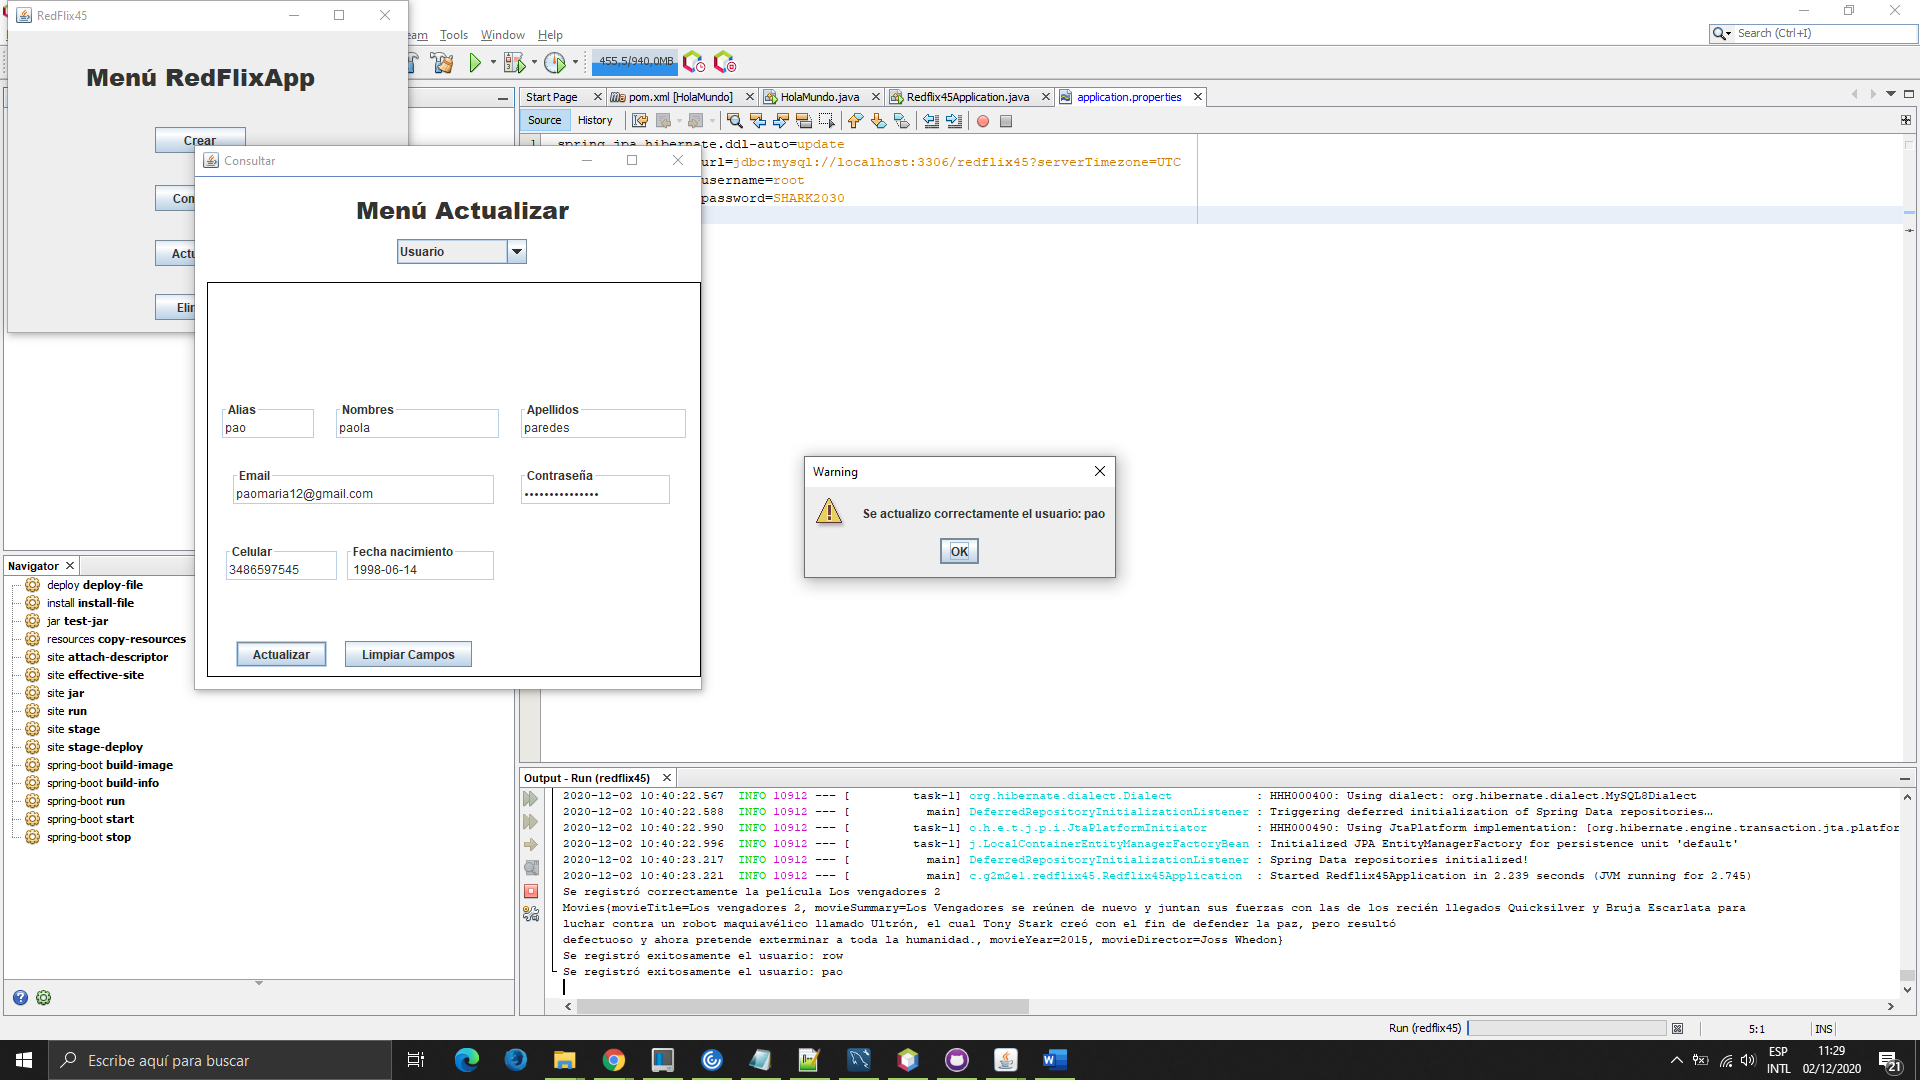 RedFlix45
Menú RedFlixApp
Crear
Con
Actu
Elin
eam Tools Window Help
Search (Ctrl+I)
455,5/940,0MB
Start Page
pom.xml [HolaMundo]
HolaMundo.java
Redflix45Application.java
application.properties
Source History
1
spring.jpa.hibernate.ddl-auto=update
url=jdbc:mysql://localhost:3306/redflix45?serverTimezone=UTC
username=root
password=SHARK2030
Consultar
Menú Actualizar
Usuario
Alias Nombres Apellidos
pao paola paredes
Email Contraseña
paomaria12@gmail.com •••••••••••••••
Celular Fecha nacimiento
3486597545 1998-06-14
Actualizar Limpiar Campos
Warning
Se actualizo correctamente el usuario: pao
OK
Navigator
deploy deploy-file
install install-file
jar test-jar
resources copy-resources
site attach-descriptor
site effective-site
site jar
site run
site stage
site stage-deploy
spring-boot build-image
spring-boot build-info
spring-boot run
spring-boot start
spring-boot stop
Output - Run (redflix45)
2020-12-02 10:40:22.567 INFO 10912 --- [ task-1] org.hibernate.dialect.Dialect : HHH000400: Using dialect: org.hibernate.dialect.MySQL8Dialect
2020-12-02 10:40:22.588 INFO 10912 --- [ main] DeferredRepositoryInitializationListener : Triggering deferred initialization of Spring Data repositories…
2020-12-02 10:40:22.990 INFO 10912 --- [ task-1] o.h.e.t.j.p.i.JtaPlatformInitiator : HHH000490: Using JtaPlatform implementation: [org.hibernate.engine.transaction.jta.platfor
2020-12-02 10:40:22.996 INFO 10912 --- [ task-1] j.LocalContainerEntityManagerFactoryBean : Initialized JPA EntityManagerFactory for persistence unit 'default'
2020-12-02 10:40:23.217 INFO 10912 --- [ main] DeferredRepositoryInitializationListener : Spring Data repositories initialized!
2020-12-02 10:40:23.221 INFO 10912 --- [ main] c.g2m2e1.redflix45.Redflix45Application : Started Redflix45Application in 2.239 seconds (JVM running for 2.745)
Se registró correctamente la película Los vengadores 2
Movies{movieTitle=Los vengadores 2, movieSummary=Los Vengadores se reúnen de nuevo y juntan sus fuerzas con las de los recién llegados Quicksilver y Bruja Escarlata para
luchar contra un robot maquiavélico llamado Ultrón, el cual Tony Stark creó con el fin de defender la paz, pero resultó
defectuoso y ahora pretende exterminar a toda la humanidad., movieYear=2015, movieDirector=Joss Whedon}
Se registró exitosamente el usuario: row
Se registró exitosamente el usuario: pao
Run (redflix45) 5:1 INS
Escribe aquí para buscar
ESP
INTL
11:29
02/12/2020
21